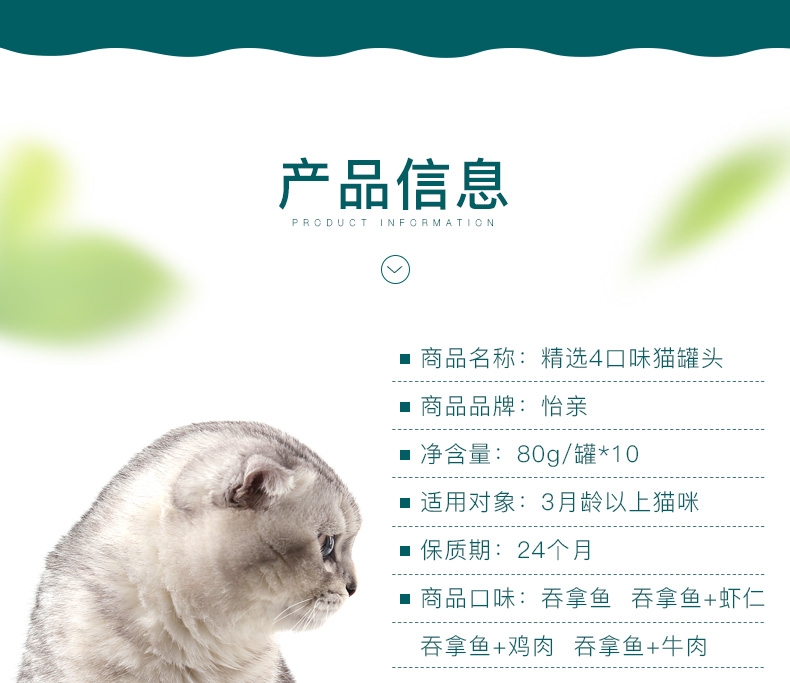 产品信息
PRODUCT INFORMATION
商品名称：精选4口味猫罐头
商品品牌：怡亲
净含量：80g/罐*10
适用对象：3月龄以上猫咪
保质期：24个月
商品口味：吞拿鱼 吞拿鱼+虾仁
吞拿鱼+鸡肉 吞拿鱼+牛肉